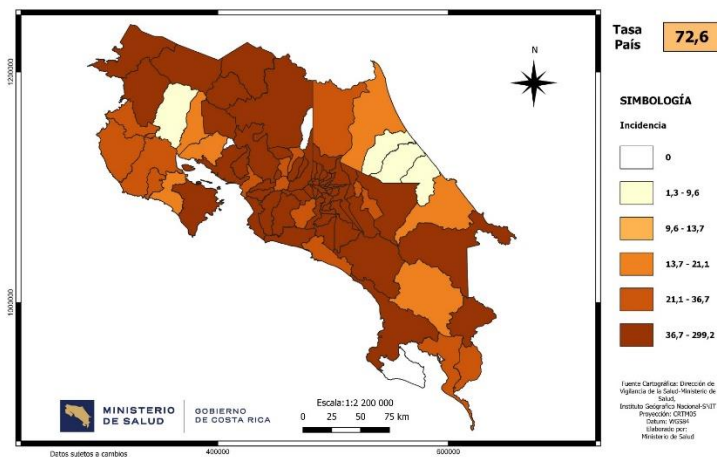 Tasa
País
72,6
N
SIMBOLOGÍA
Incidencia
0
1,3 - 9,6
9,6 - 13,7
13,7 - 21,1
21,1 - 36,7
36,7 - 299,2
1200000
1000000
MINISTERIO
DE SALUD
GOBIERNO
DE COSTA RICA
Escala:1:2 200 000
0 25 50 75 km
Fuente Cartográfica: Dirección de
Vigilancia de la Salud-Ministerio de
Salud,
Instituto Geógrafico Nacional-SNIT
Proyección: CRTM05
Datum: WGS84
Elaborado por:
Ministerio de Salud
Datos sujetos a cambios
400000
600000